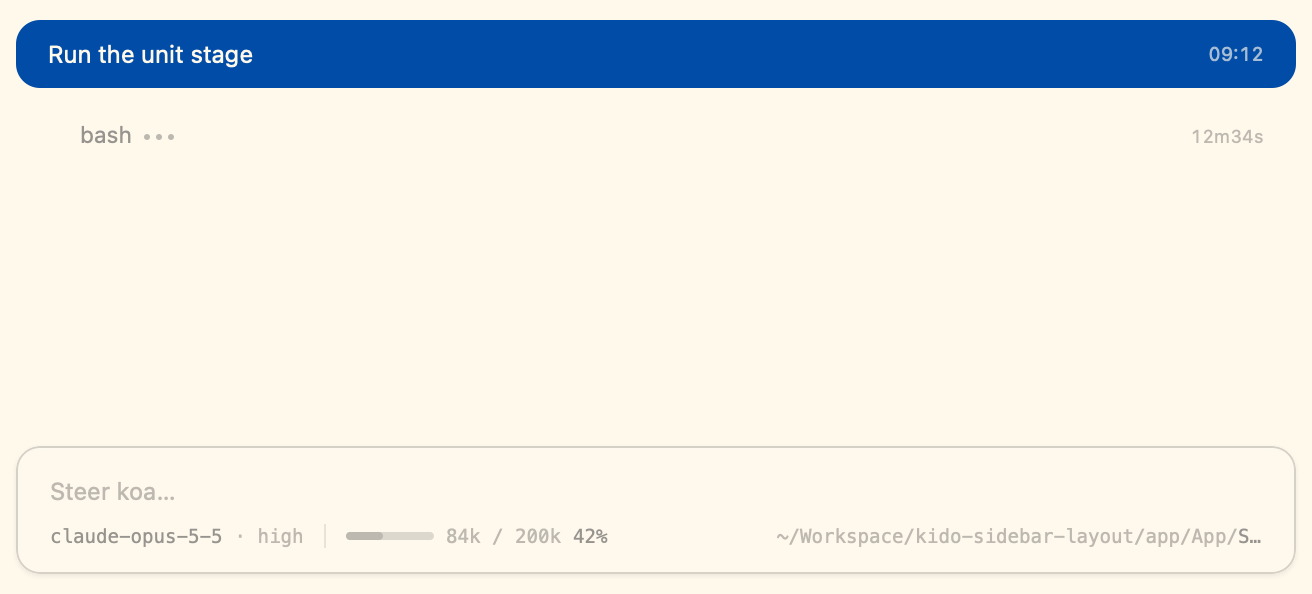 Run the unit stage 09:12
bash ••• 12m34s
Steer koa…
claude-opus-5-5 · high 84k / 200k 42% ~/Workspace/kido-sidebar-layout/app/App/S…